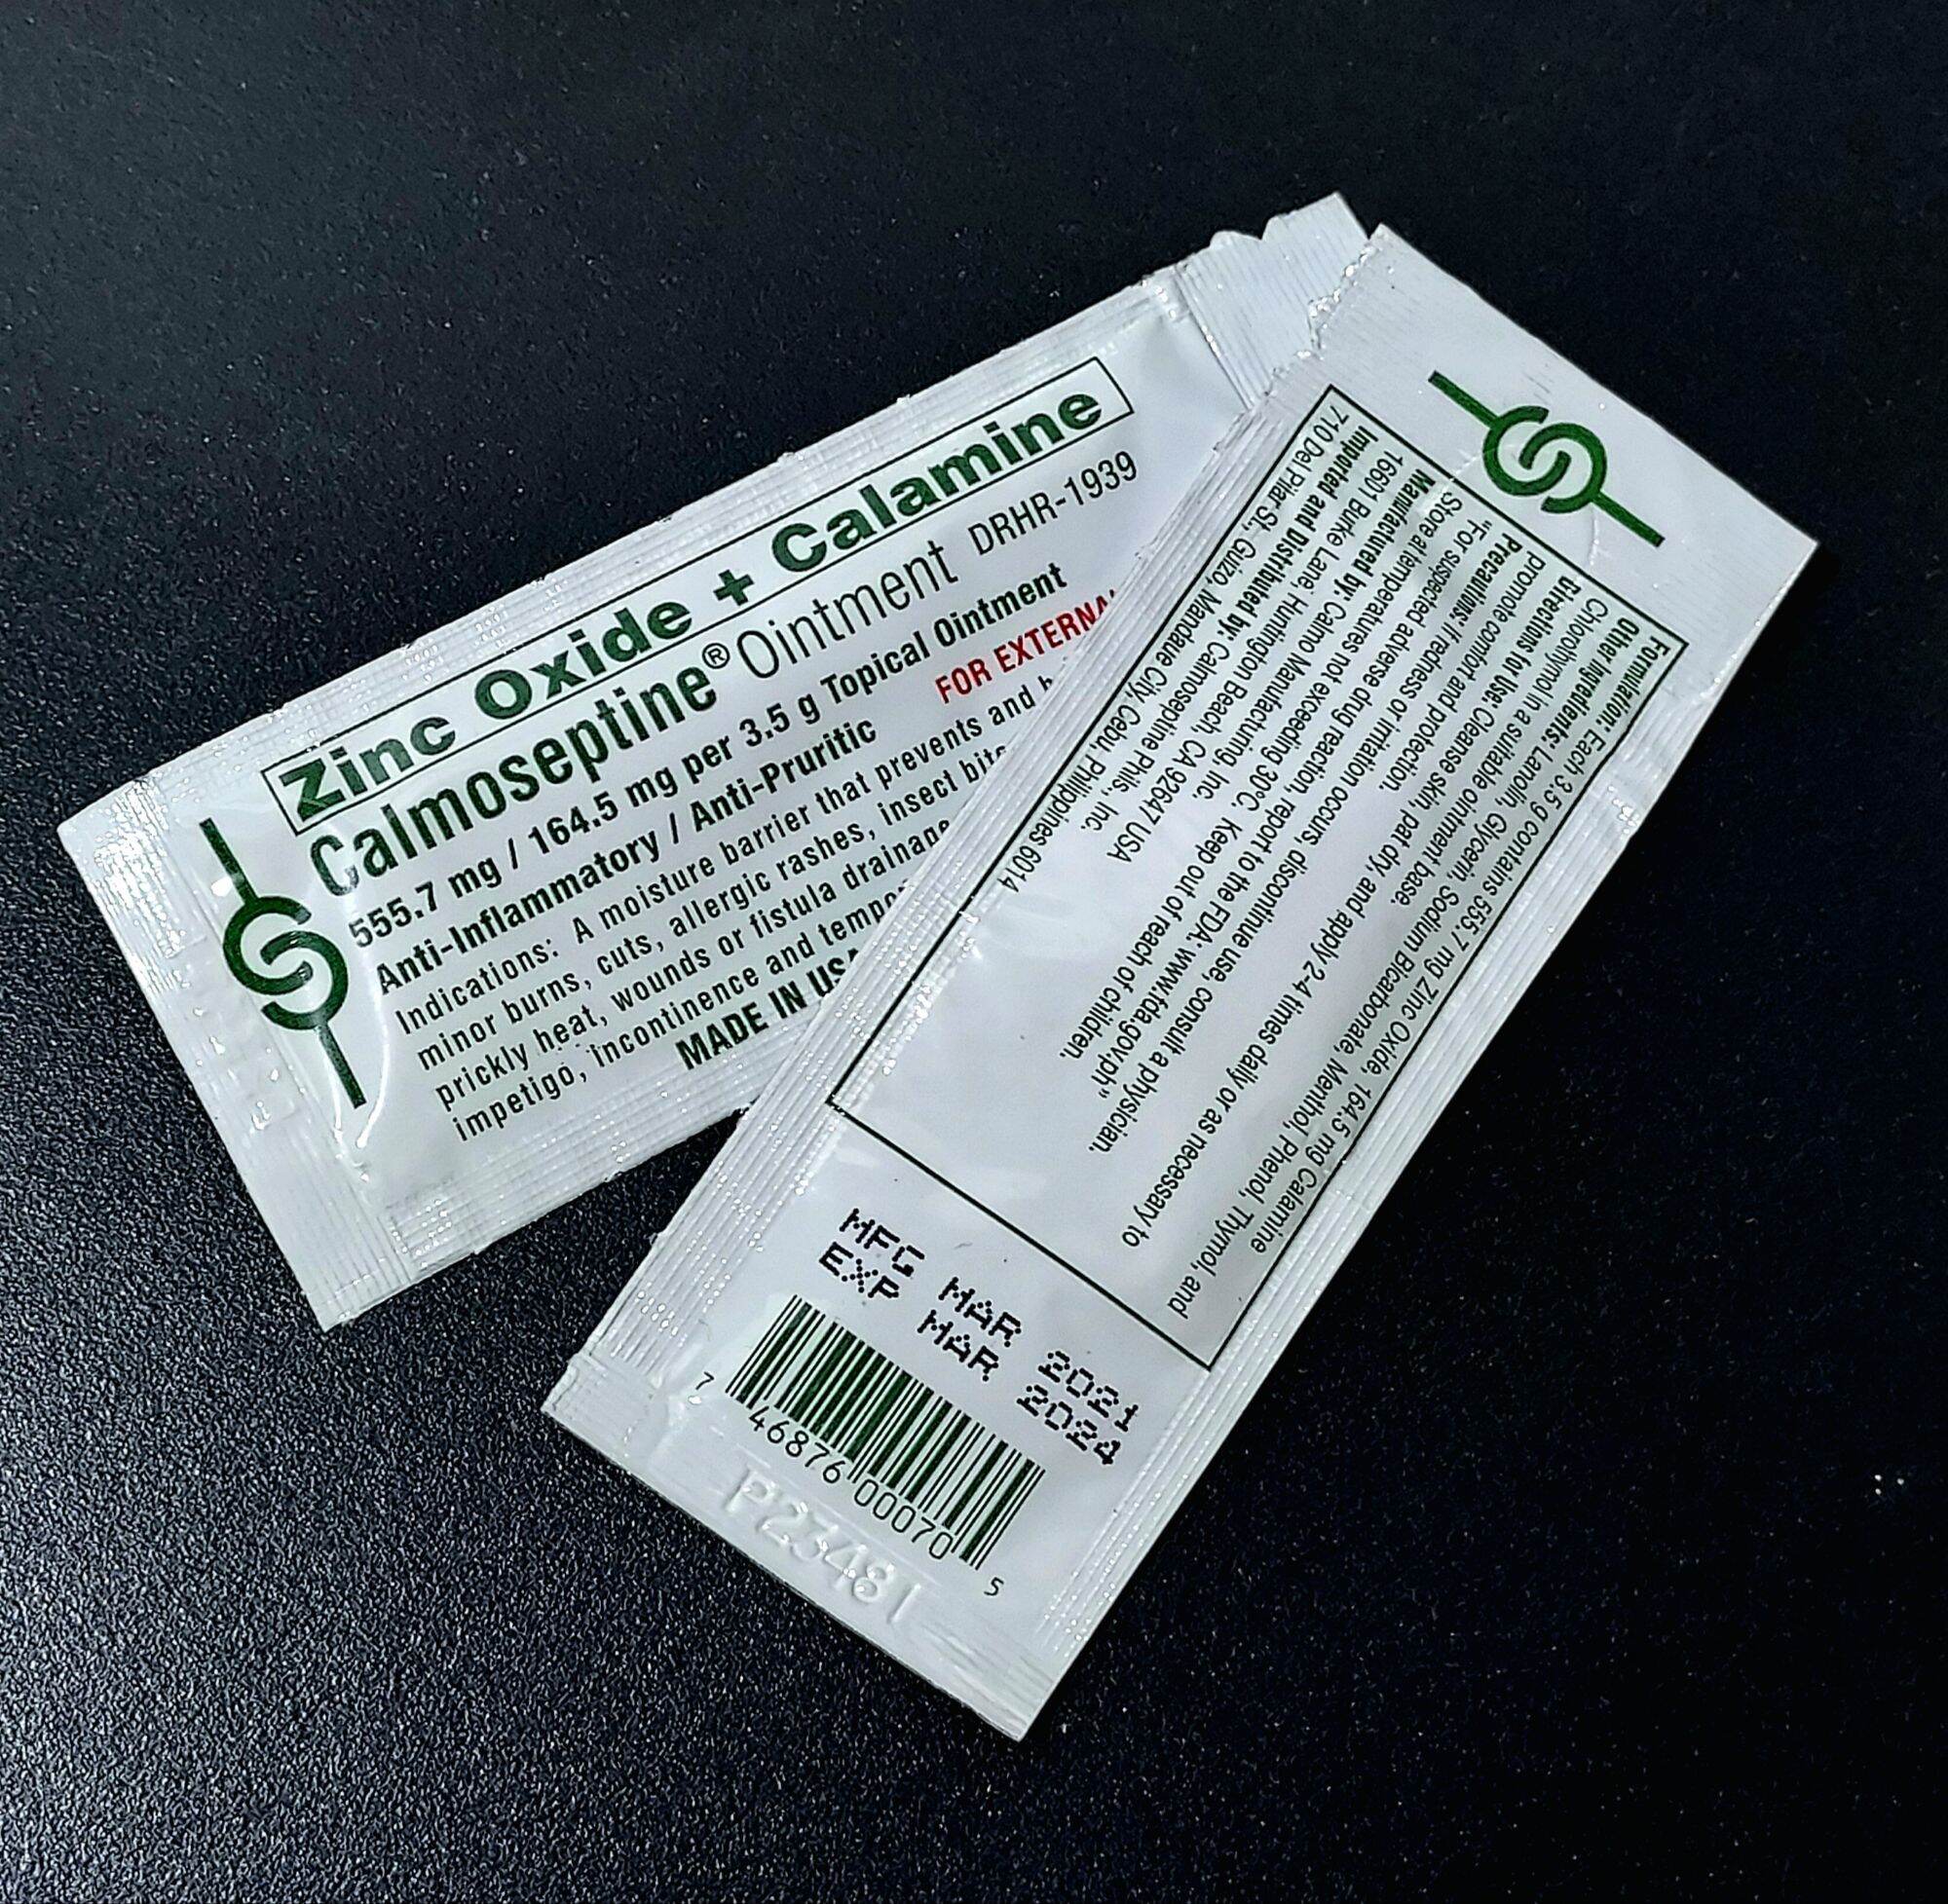 Zinc Oxide + Calamine
Calmoseptine® Ointment DRHR-1939
555.7 mg / 164.5 mg per 3.5 g Topical Ointment
Anti-Inflammatory / Anti-Pruritic
FOR EXTERNA
Indications: A moisture barrier that prevents and
minor burns, cuts, allergic rashes, insect
prickly heat, wounds or fistula
impetigo, incontinence and
MADE IN USA
Formulation: Each 3.5 g contains 555.7 mg Zinc Oxide, 164.5 mg Calamine
Other Ingredients: Lanolin, Glycerin, Sodium Bicarbonate, Menthol, Phenol, Thymol, and
Chlorothymol in a suitable ointment base.
Directions for Use: Cleanse skin, pat dry, and apply 2-4 times daily or as necessary to
promote comfort and protection.
Precautions: If redness or irritation occurs, discontinue use, consult a physician.
"For suspected adverse drug reaction, report to the FDA: www.fda.gov.ph"
Store at temperatures not exceeding 30°C. Keep out of reach of children.
Manufactured by: Calmo Manufacturing, Inc.
16601 Burke Lane, Huntington Beach, CA 92647 USA
Imported and Distributed by: Calmoseptine Phils., Inc.
710 Del Pilar St., Guizo, Mandaue City, Cebu, Philippines 6014
MFG MAR 2021
EXP MAR 2024
7 46876 00070 5
P23481